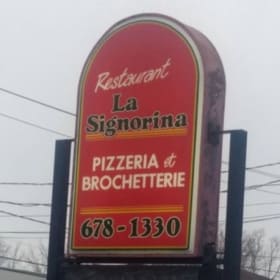 Restaurant
La
Signorina
PIZZERIA et
BROCHETTERIE
678-1330